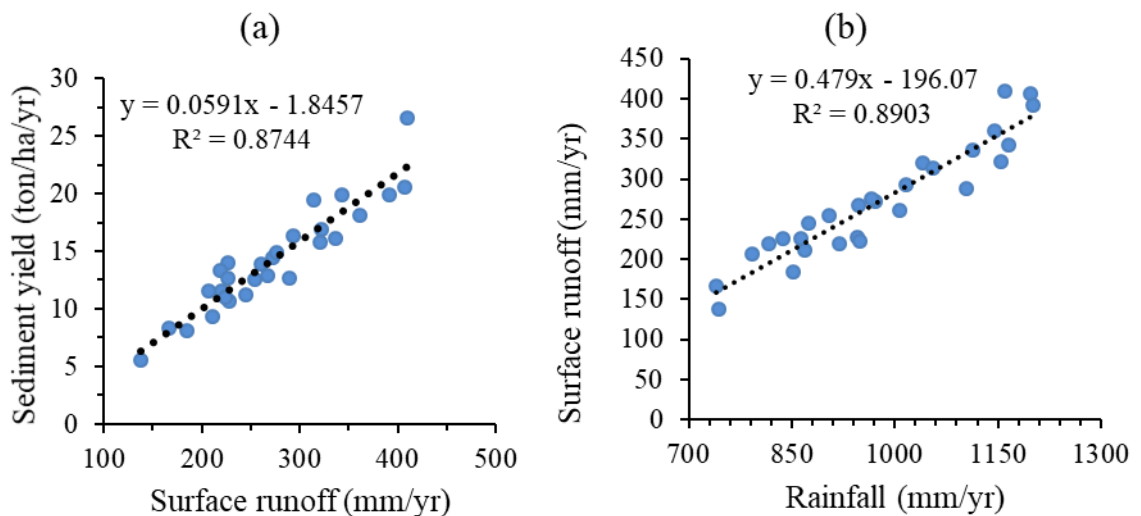 (a)
y = 0.0591x - 1.8457
R² = 0.8744
Sediment yield (ton/ha/yr)
30
25
20
15
10
5
0
100 200 300 400 500
Surface runoff (mm/yr)
(b)
y = 0.479x - 196.07
R² = 0.8903
Surface runoff (mm/yr)
450
400
350
300
250
200
150
100
50
0
700 850 1000 1150 1300
Rainfall (mm/yr)